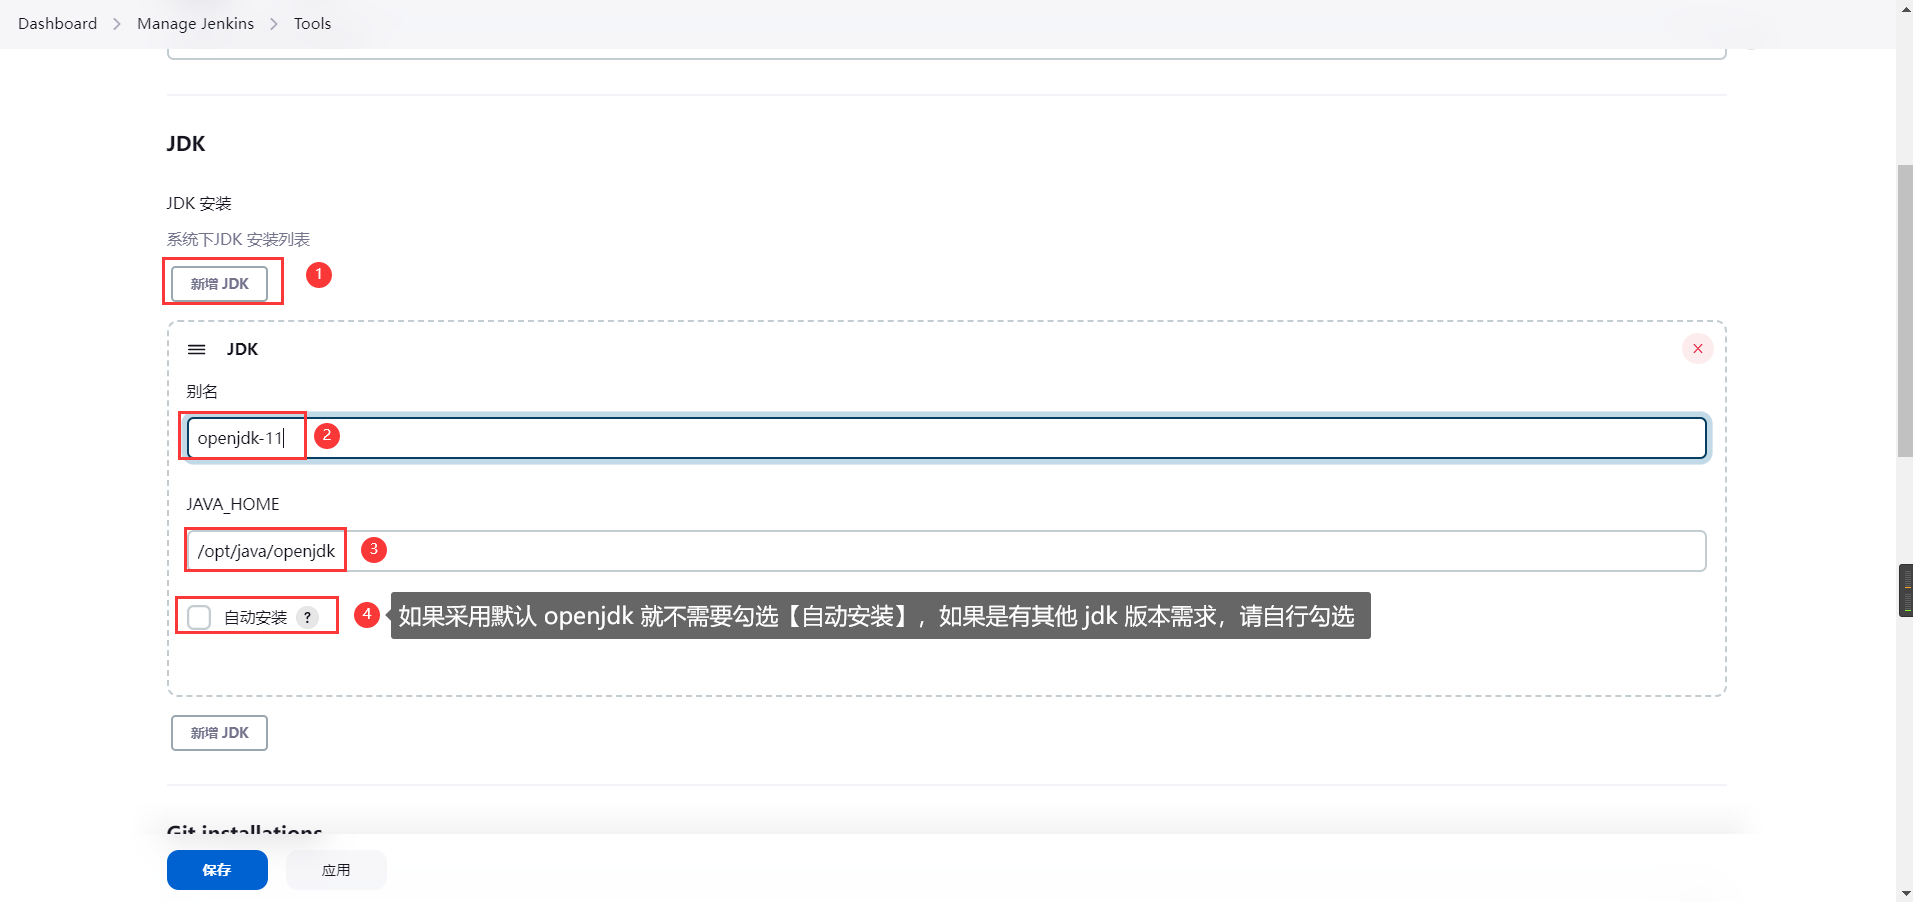 Dashboard > Manage Jenkins > Tools
JDK
JDK 安装
系统下JDK 安装列表
新增 JDK
1
JDK
别名
openjdk-11
2
JAVA_HOME
/opt/java/openjdk
3
自动安装 ?
4
如果采用默认 openjdk 就不需要勾选【自动安装】，如果是有其他 jdk 版本需求，请自行勾选
新增 JDK
Git installations
保存
应用